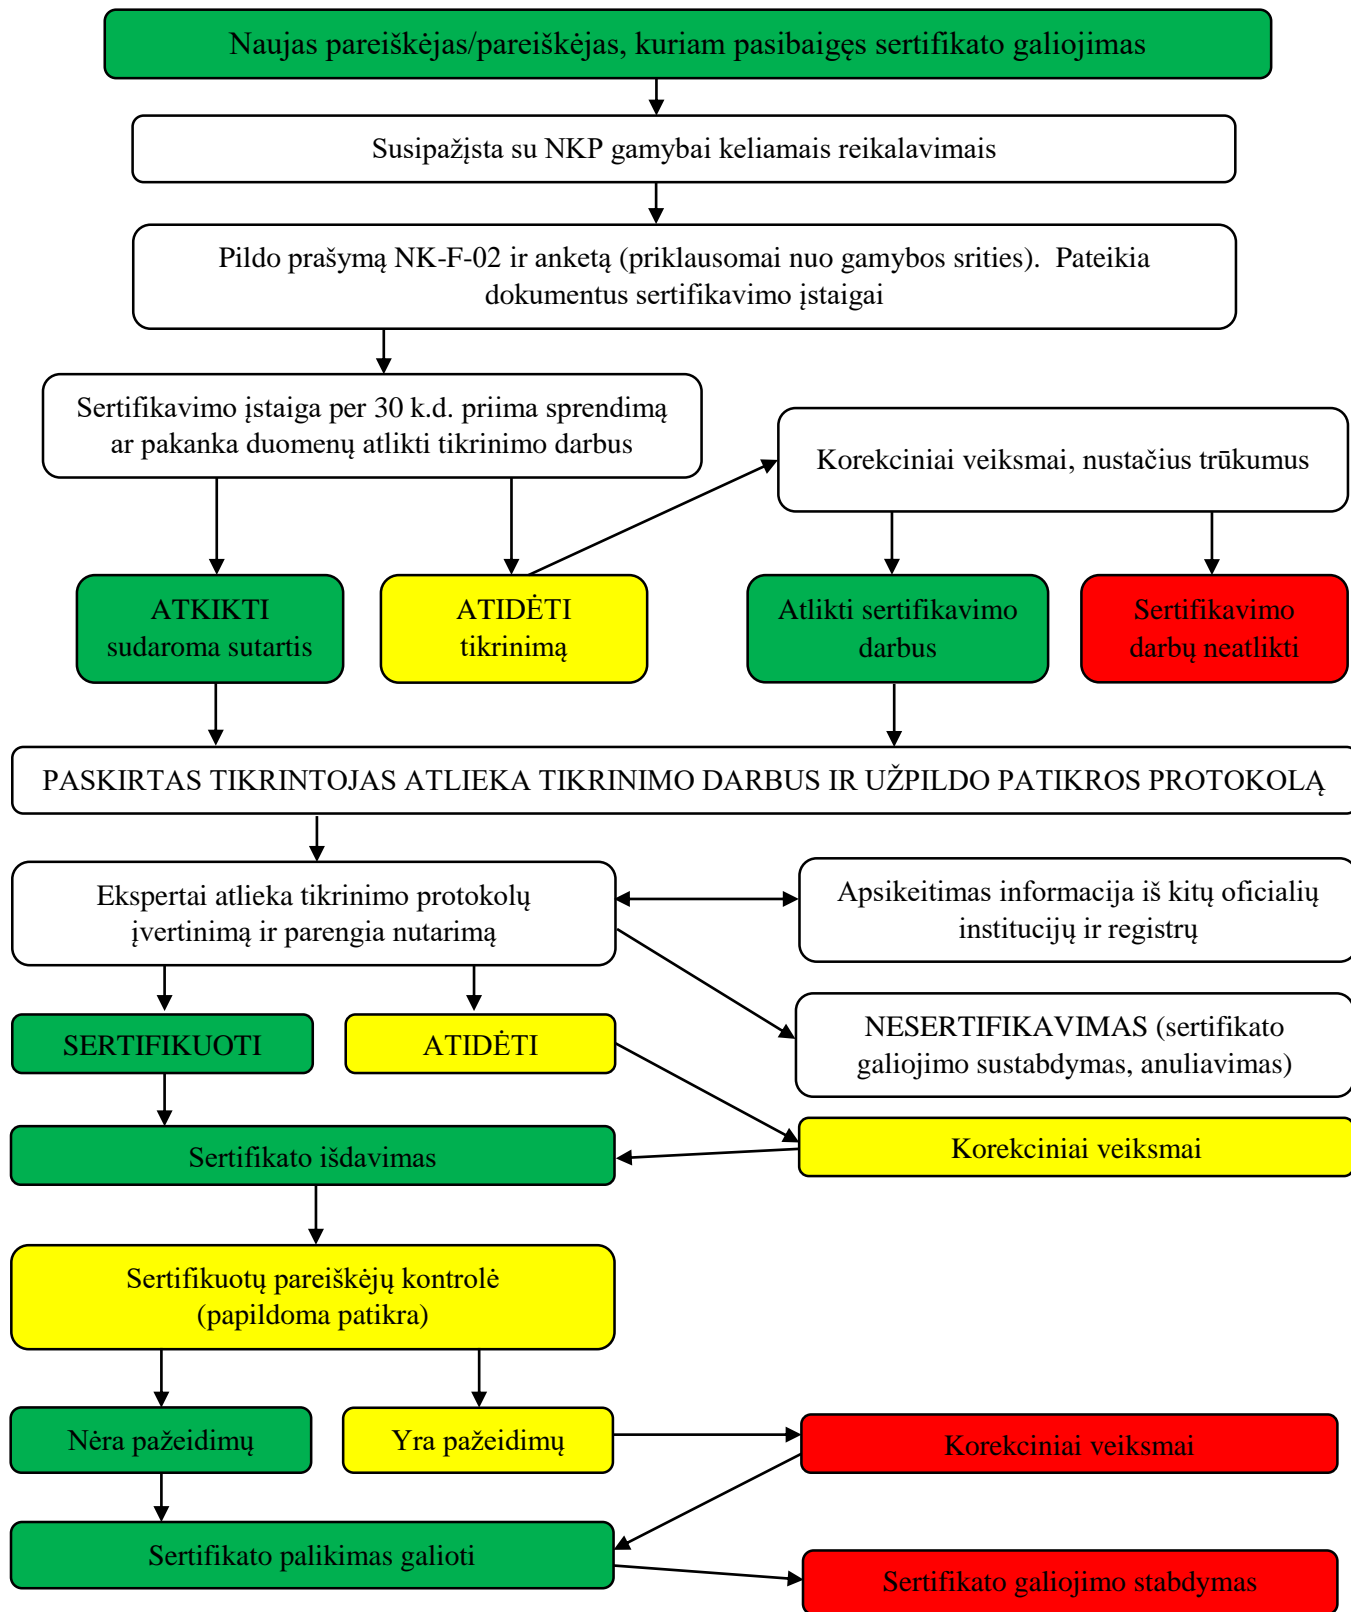 Naujas pareiškėjas/pareiškėjas, kuriam pasibaigęs sertifikato galiojimas
Susipažįsta su NKP gamybai keliamais reikalavimais
Pildo prašymą NK-F-02 ir anketą (priklausomai nuo gamybos srities).  Pateikia
dokumentus sertifikavimo įstaigai
Sertifikavimo įstaiga per 30 k.d. priima sprendimą
ar pakanka duomenų atlikti tikrinimo darbus
Korekciniai veiksmai, nustačius trūkumus
ATKIKTI
sudaroma sutartis
ATIDĖTI
tikrinimą
Atlikti sertifikavimo
darbus
Sertifikavimo
darbų neatlikti
PASKIRTAS TIKRINTOJAS ATLIEKA TIKRINIMO DARBUS IR UŽPILDO PATIKROS PROTOKOLĄ
Ekspertai atlieka tikrinimo protokolų
įvertinimą ir parengia nutarimą
Apsikeitimas informacija iš kitų oficialių
institucijų ir registrų
SERTIFIKUOTI
ATIDĖTI
NESERTIFIKAVIMAS (sertifikato
galiojimo sustabdymas, anuliavimas)
Sertifikato išdavimas
Korekciniai veiksmai
Sertifikuotų pareiškėjų kontrolė
(papildoma patikra)
Nėra pažeidimų
Yra pažeidimų
Korekciniai veiksmai
Sertifikato palikimas galioti
Sertifikato galiojimo stabdymas